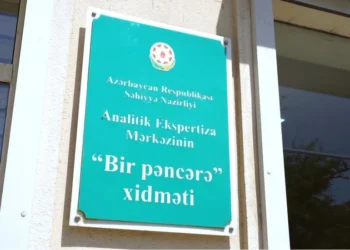 Azərbaycan Respublikası
Səhiyyə Nazirliyi
Analitik Ekspertiza
Mərkəzinin
“Bir pəncərə”
xidməti